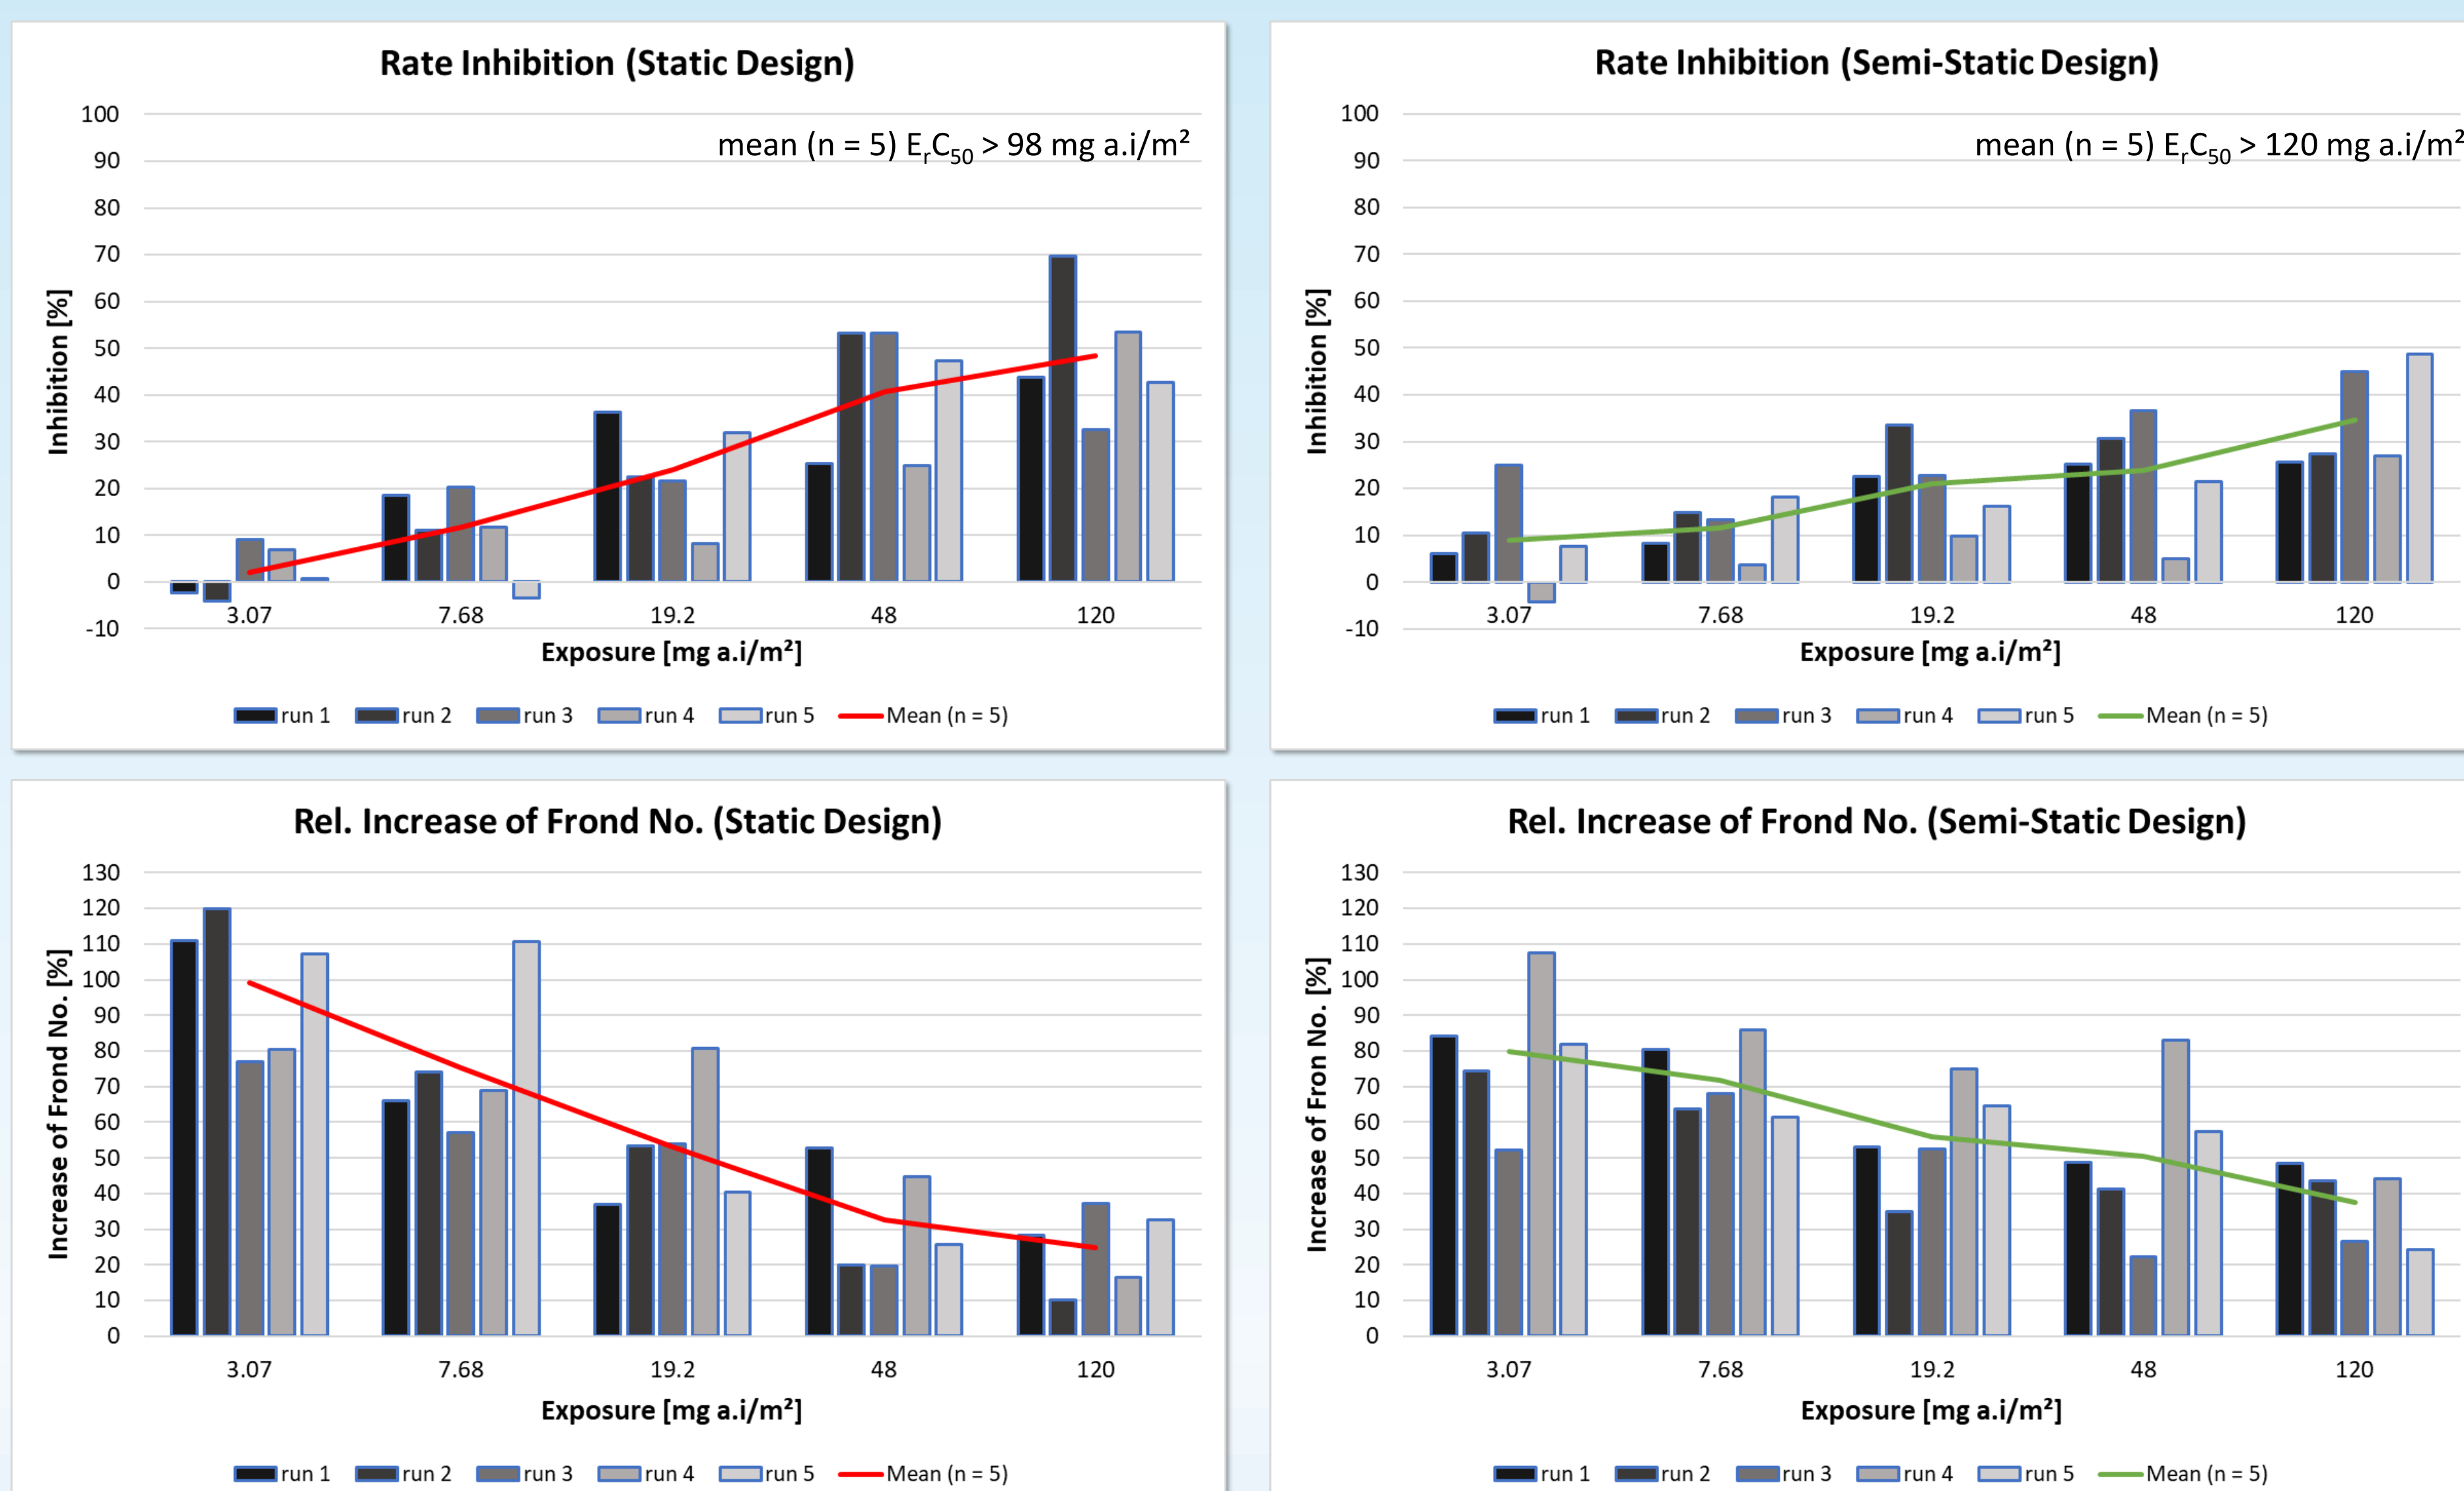 Rate Inhibition (Static Design)
mean (n = 5) ErC50 > 98 mg a.i/m²
Inhibition [%]
100
90
80
70
60
50
40
30
20
10
0
-10
3.07 7.68 19.2 48 120
Exposure [mg a.i/m²]
run 1 run 2 run 3 run 4 run 5 Mean (n = 5)
Rate Inhibition (Semi-Static Design)
mean (n = 5) ErC50 > 120 mg a.i/m²
Inhibition [%]
100
90
80
70
60
50
40
30
20
10
0
-10
3.07 7.68 19.2 48 120
Exposure [mg a.i/m²]
run 1 run 2 run 3 run 4 run 5 Mean (n = 5)
Rel. Increase of Frond No. (Static Design)
Increase of Frond No. [%]
130
120
110
100
90
80
70
60
50
40
30
20
10
0
3.07 7.68 19.2 48 120
Exposure [mg a.i/m²]
run 1 run 2 run 3 run 4 run 5 Mean (n = 5)
Rel. Increase of Frond No. (Semi-Static Design)
Increase of Fron No. [%]
130
120
110
100
90
80
70
60
50
40
30
20
10
0
3.07 7.68 19.2 48 120
Exposure [mg a.i/m²]
run 1 run 2 run 3 run 4 run 5 Mean (n = 5)